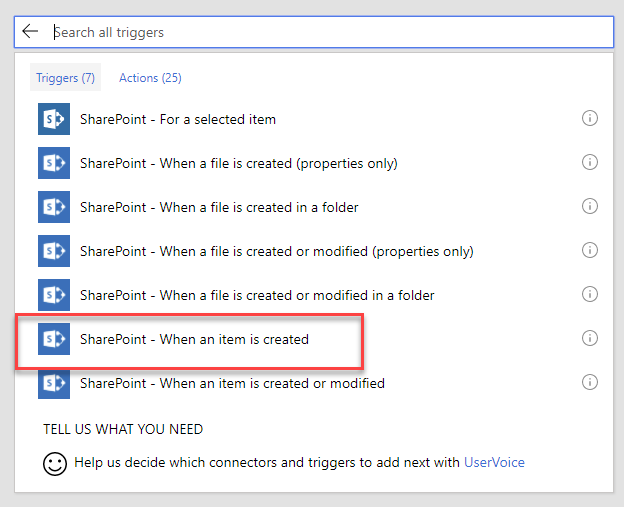 Search all triggers
Triggers (7) Actions (25)
SharePoint - For a selected item
SharePoint - When a file is created (properties only)
SharePoint - When a file is created in a folder
SharePoint - When a file is created or modified (properties only)
SharePoint - When a file is created or modified in a folder
SharePoint - When an item is created
SharePoint - When an item is created or modified
TELL US WHAT YOU NEED
Help us decide which connectors and triggers to add next with UserVoice